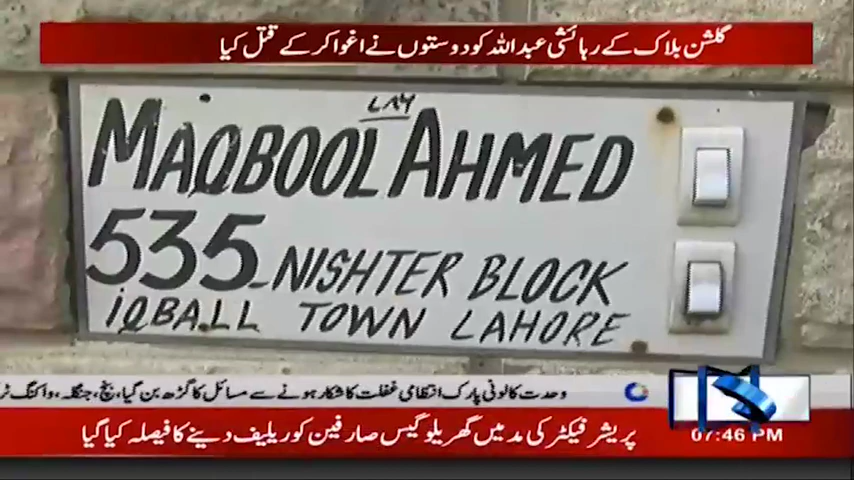 گلشن بلاک کے رہائشی عبداللہ کو دوستوں نے اغوا کر کے قتل کیا
MAQBOOL AHMED
535-NISHTER BLOCK
IQBALL TOWN LAHORE
وحدت کالونی پارک انتظامی غفلت کا شکار ہونے سے مسائل کا گڑھ بن گیا، بنچ، جنگلہ، واکنگ
پریشر فیکٹر کی مد میں گھریلو گیس صارفین کو ریلیف دینے کا فیصلہ کیا گیا
07:46 PM